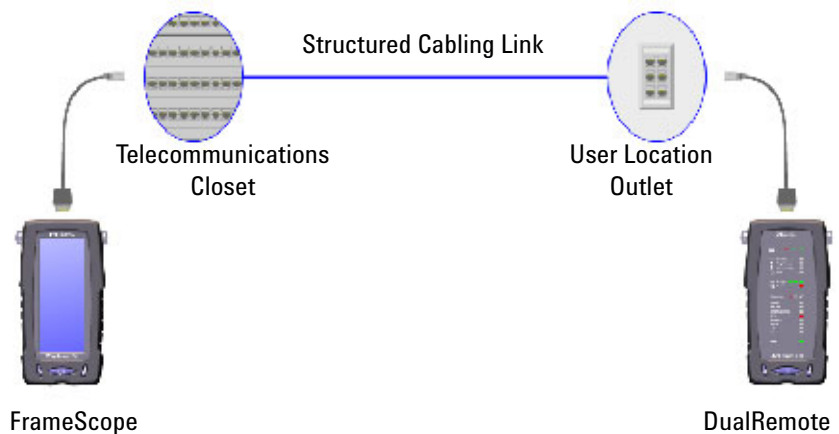 Structured Cabling Link
Telecommunications
Closet
User Location
Outlet
FrameScope
DualRemote